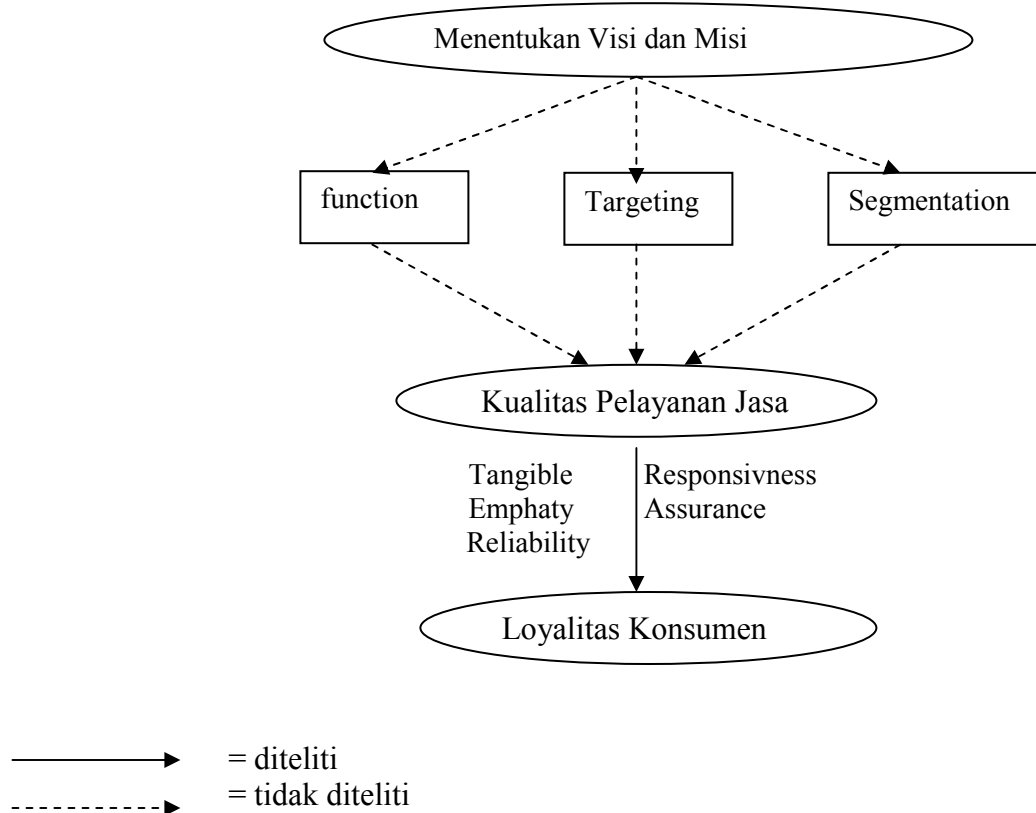 Menentukan Visi dan Misi
function
Targeting
Segmentation
Kualitas Pelayanan Jasa
Tangible
Emphaty
Reliability
Responsivness
Assurance
Loyalitas Konsumen
= diteliti
= tidak diteliti